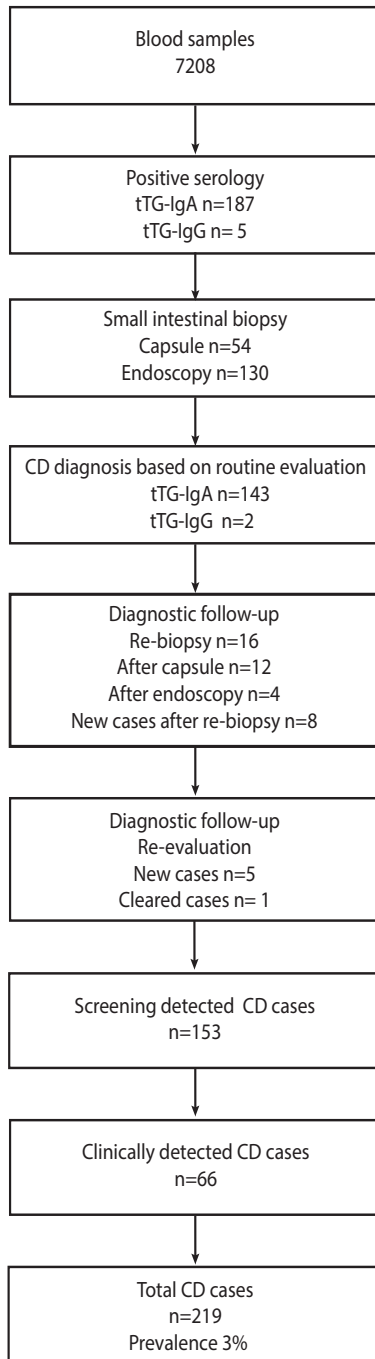 Blood samples
7208
Positive serology
tTG-IgA n=187
tTG-IgG n= 5
Small intestinal biopsy
Capsule n=54
Endoscopy n=130
CD diagnosis based on routine evaluation
tTG-IgA n=143
tTG-IgG n=2
Diagnostic follow-up
Re-biopsy n=16
After capsule n=12
After endoscopy n=4
New cases after re-biopsy n=8
Diagnostic follow-up
Re-evaluation
New cases n=5
Cleared cases n= 1
Screening detected CD cases
n=153
Clinically detected CD cases
n=66
Total CD cases
n=219
Prevalence 3%